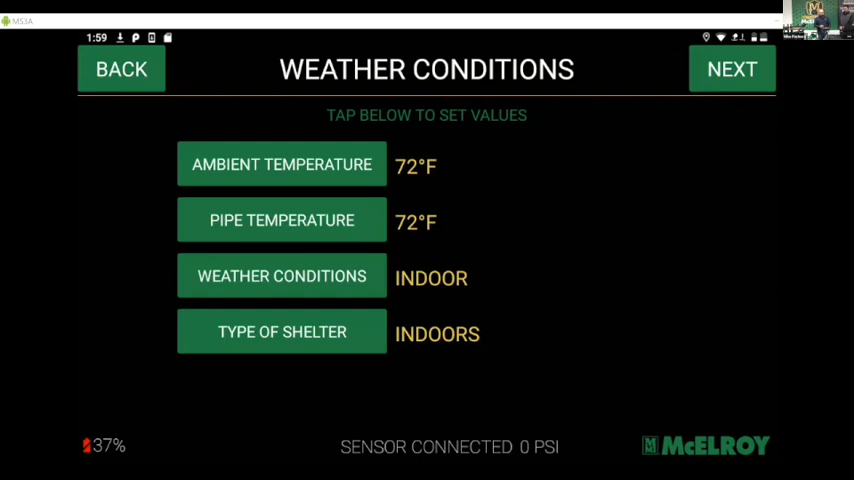 MS3A
1:59
BACK
WEATHER CONDITIONS
NEXT
TAP BELOW TO SET VALUES
AMBIENT TEMPERATURE 72°F
PIPE TEMPERATURE 72°F
WEATHER CONDITIONS INDOOR
TYPE OF SHELTER INDOORS
37%
SENSOR CONNECTED 0 PSI
McELROY